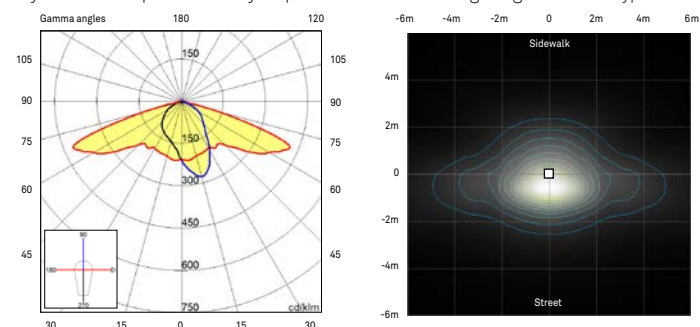 Gamma angles 180 120
105 105
90 90
75 75
60 60
45 45
30 15 0 15 30
150
150
300
450
600
750
cd/klm
90
180 0
270
-6m -4m -2m 0 2m 4m 6m
Sidewalk
4m
2m
0
-2m
-4m
-6m
Street